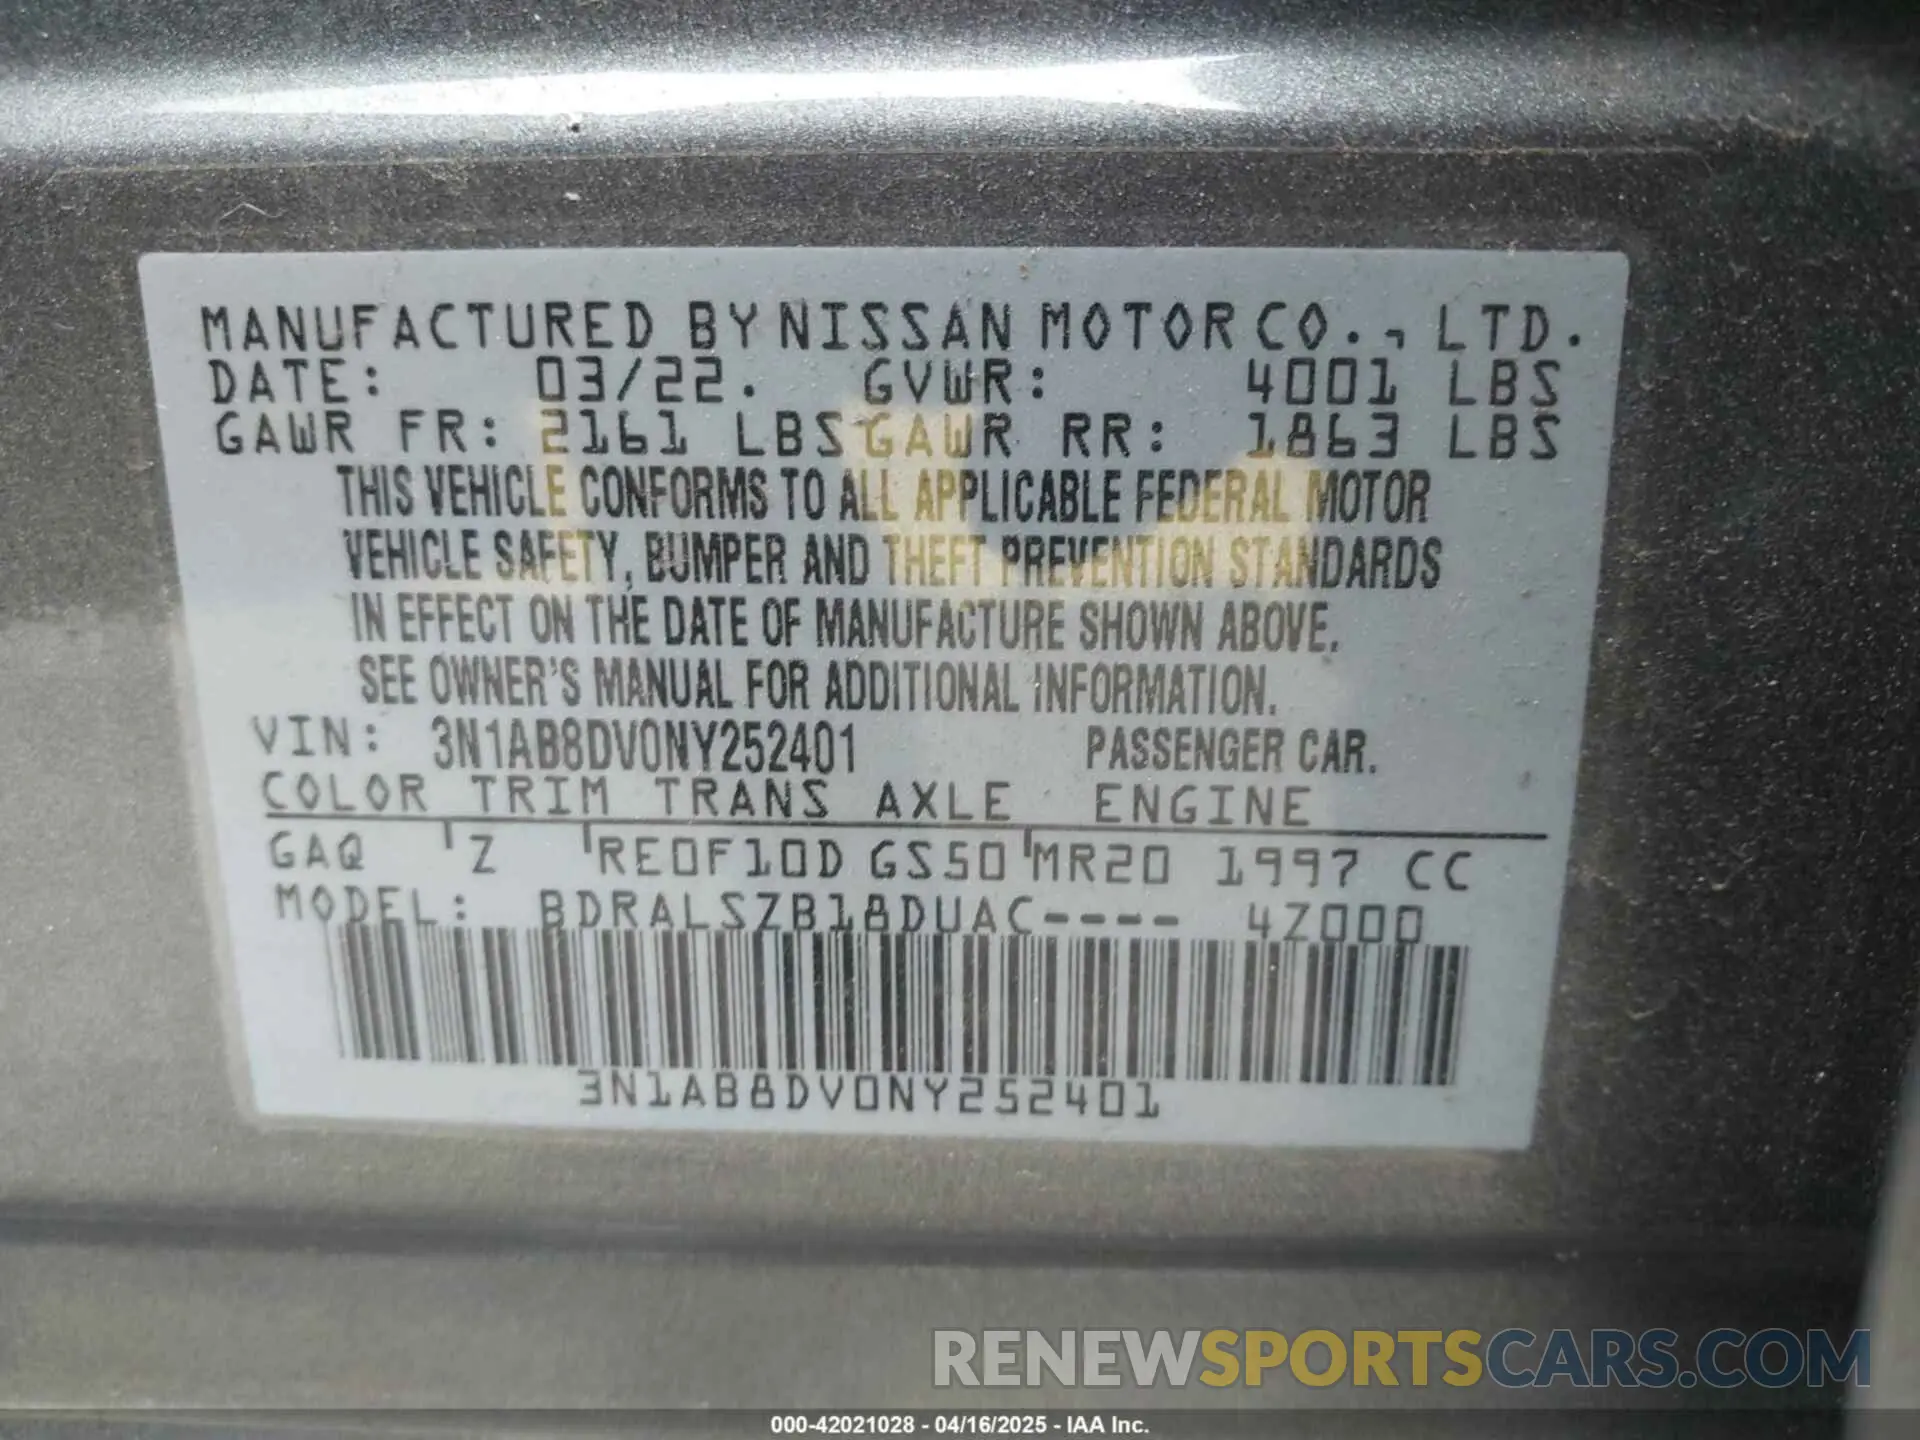 MANUFACTURED BY NISSAN MOTOR CO., LTD.
DATE: 03/22. GVWR: 4001 LBS
GAWR FR: 2161 LBS GAWR RR: 1863 LBS
THIS VEHICLE CONFORMS TO ALL APPLICABLE FEDERAL MOTOR
VEHICLE SAFETY, BUMPER AND THEFT PREVENTION STANDARDS
IN EFFECT ON THE DATE OF MANUFACTURE SHOWN ABOVE.
SEE OWNER'S MANUAL FOR ADDITIONAL INFORMATION.
VIN: 3N1AB8DV0NY252401 PASSENGER CAR.
COLOR TRIM TRANS AXLE ENGINE
GAQ Z RE0F10D GS50 MR20 1997 CC
MODEL: BDRALSZB18DUAC---- 4Z000
3N1AB8DV0NY252401
RENEWSPORTSCARS.COM
000-42021028 - 04/16/2025 - IAA Inc.